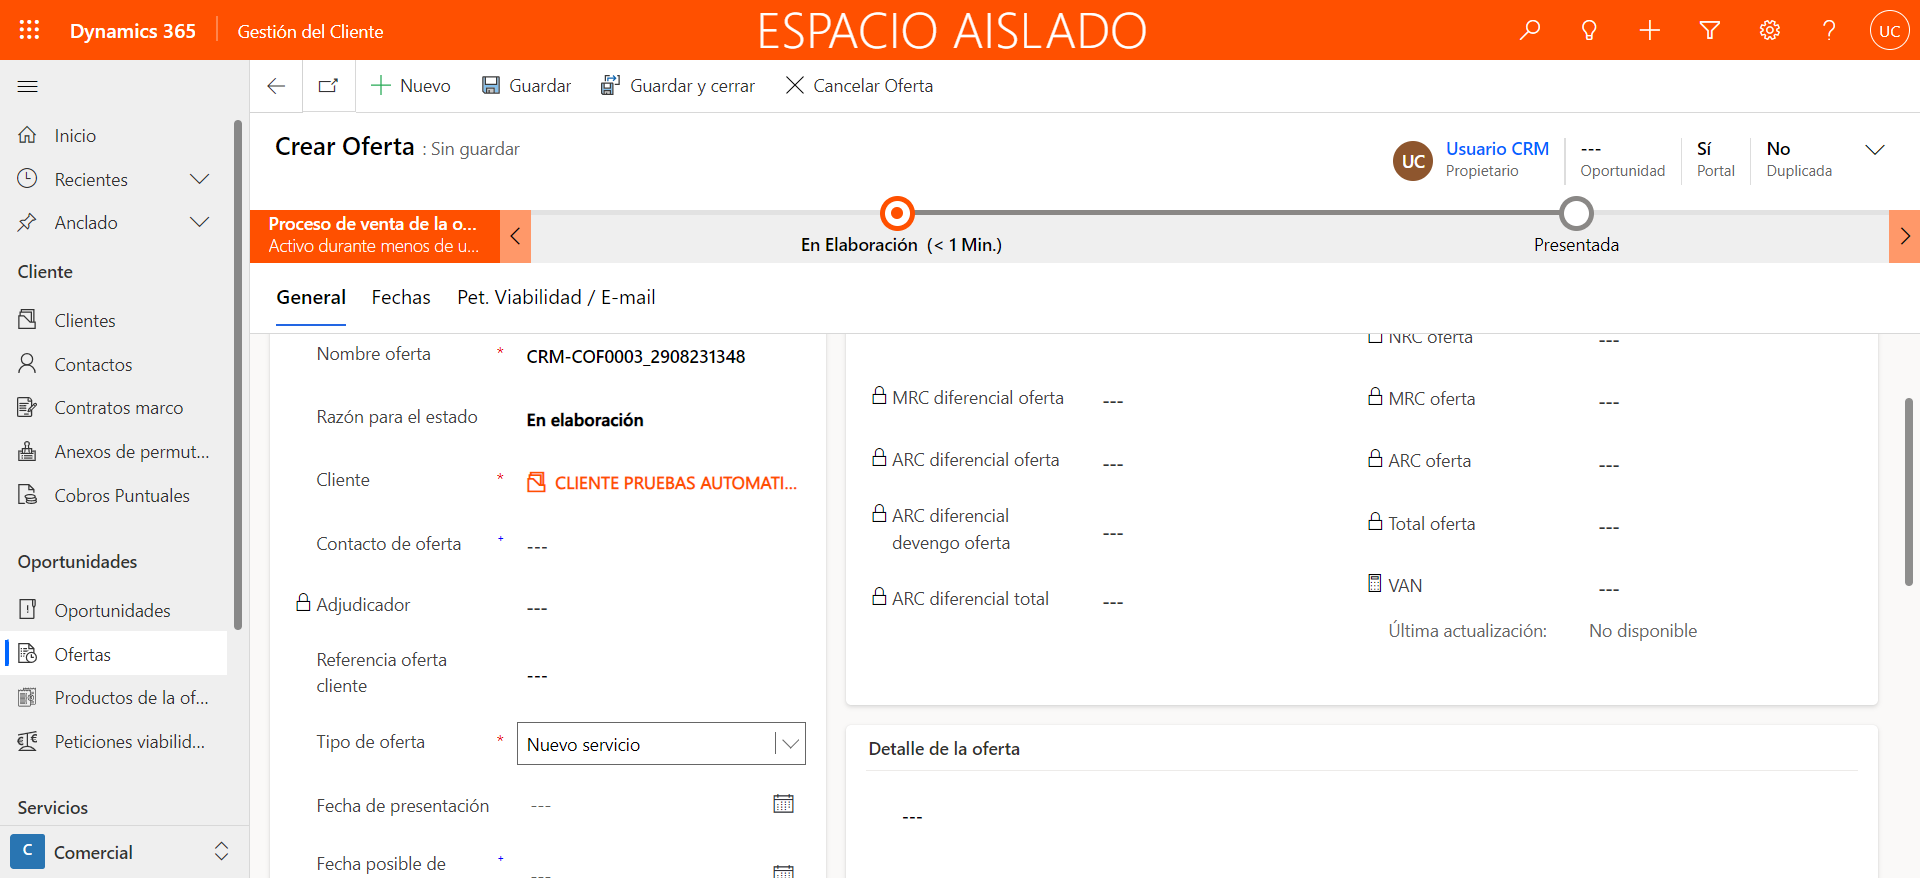 Dynamics 365
Gestión del Cliente
ESPACIO AISLADO
UC
Nuevo
Guardar
Guardar y cerrar
Cancelar Oferta
Inicio
Recientes
Anclado
Cliente
Clientes
Contactos
Contratos marco
Anexos de permut...
Cobros Puntuales
Oportunidades
Oportunidades
Ofertas
Productos de la of...
Peticiones viabilid...
Servicios
C
Comercial
Crear Oferta : Sin guardar
UC
Usuario CRM
Propietario
---
Oportunidad
Sí
Portal
No
Duplicada
Proceso de venta de la o...
Activo durante menos de u...
En Elaboración (< 1 Min.)
Presentada
General
Fechas
Pet. Viabilidad / E-mail
Nombre oferta * CRM-COF0003_2908231348
Razón para el estado En elaboración
Cliente * CLIENTE PRUEBAS AUTOMATI...
Contacto de oferta + ---
Adjudicador ---
Referencia oferta
cliente ---
Tipo de oferta * Nuevo servicio
Fecha de presentación ---
Fecha posible de + ---
MRC diferencial oferta ---
ARC diferencial oferta ---
ARC diferencial
devengo oferta ---
ARC diferencial total ---
NRC oferta ---
MRC oferta ---
ARC oferta ---
Total oferta ---
VAN ---
Última actualización: No disponible
Detalle de la oferta
---